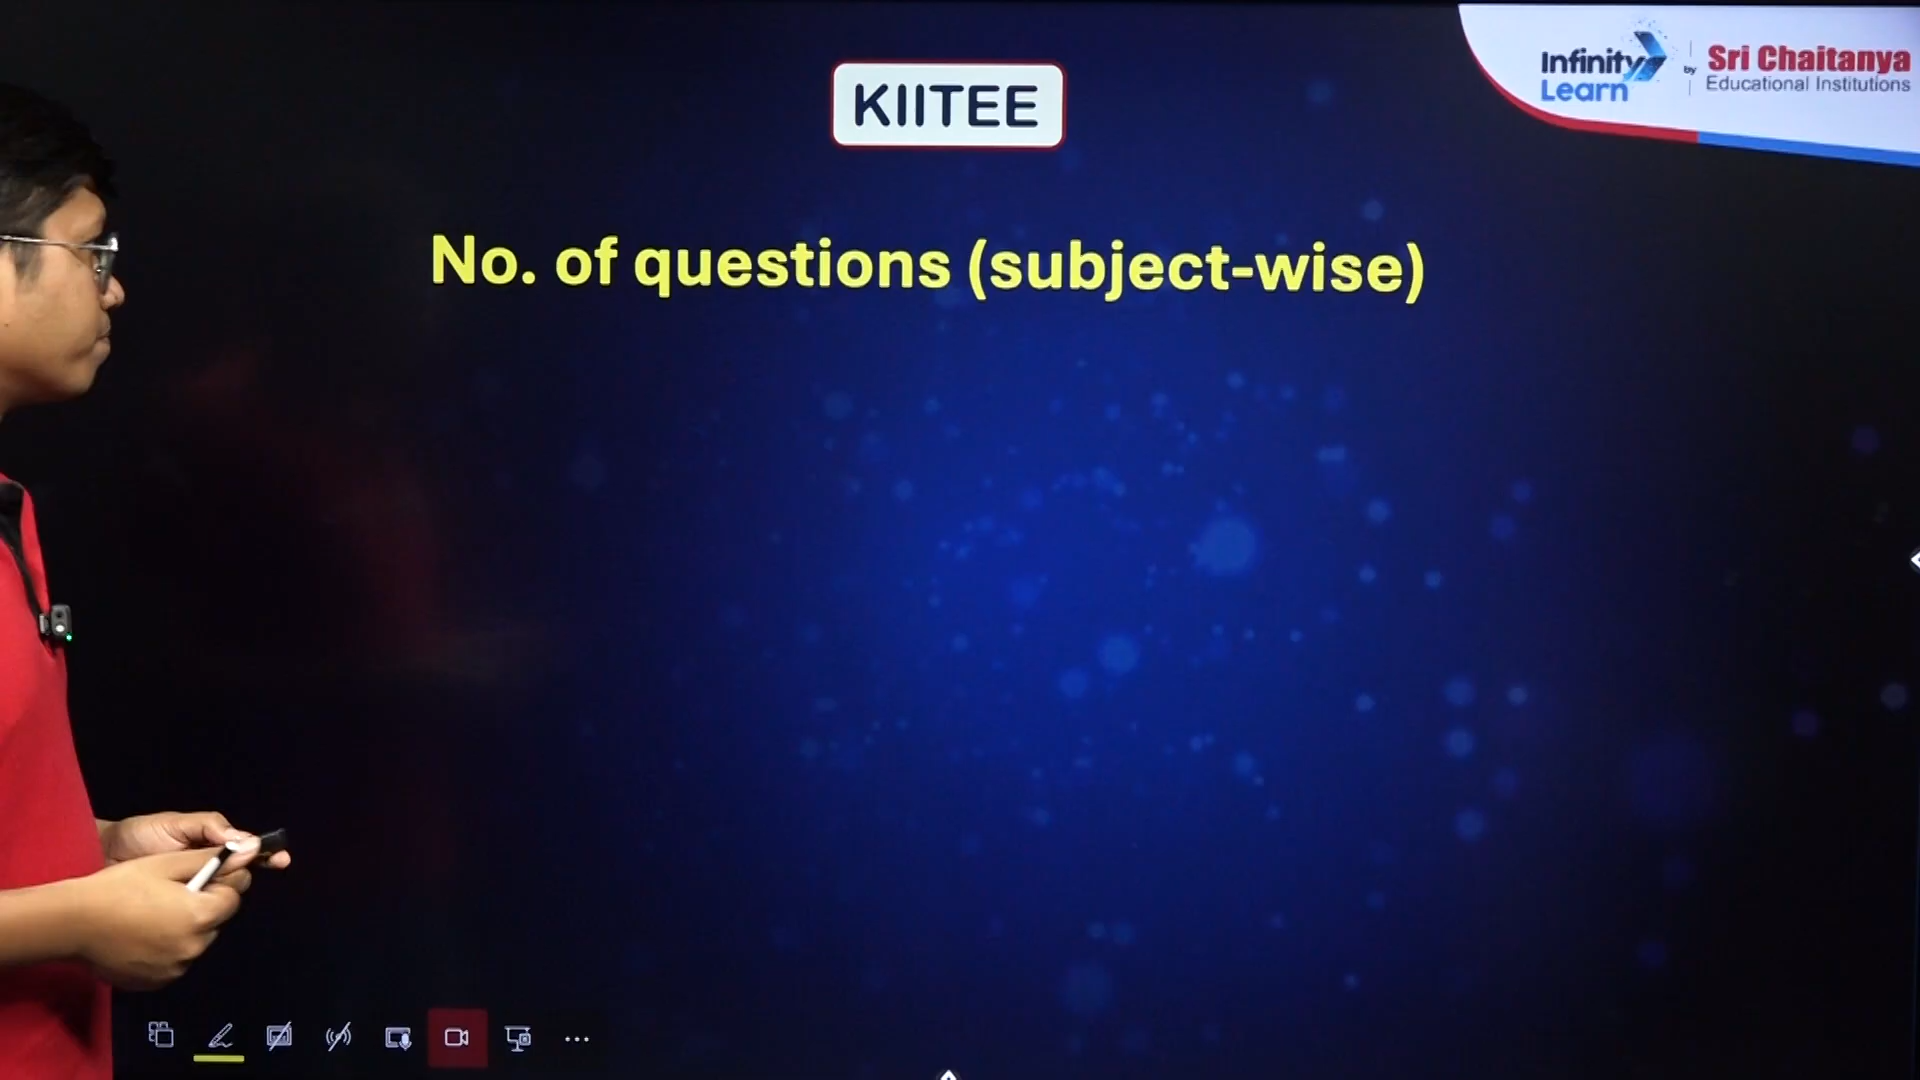 KIITEE
Infinity Learn
by
Sri Chaitanya
Educational Institutions
No. of questions (subject-wise)